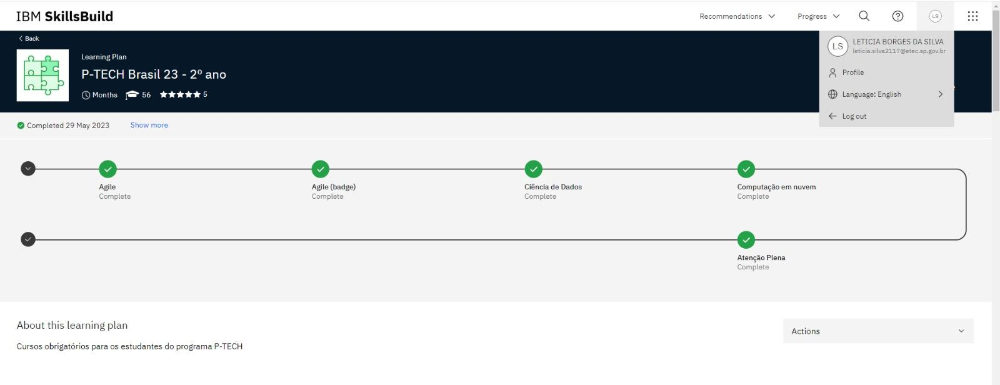 IBM SkillsBuild
Recommendations
Progress
LS
Back
LS
LETICIA BORGES DA SILVA
leticia.silva2117@etec.sp.gov.br
Learning Plan
P-TECH Brasil 23 - 2º ano
Profile
Months 56 5
Language: English
Log out
Completed 29 May 2023 Show more
Agile
Complete
Agile (badge)
Complete
Ciência de Dados
Complete
Computação em nuvem
Complete
Atenção Plena
Complete
About this learning plan
Actions
Cursos obrigatórios para os estudantes do programa P-TECH